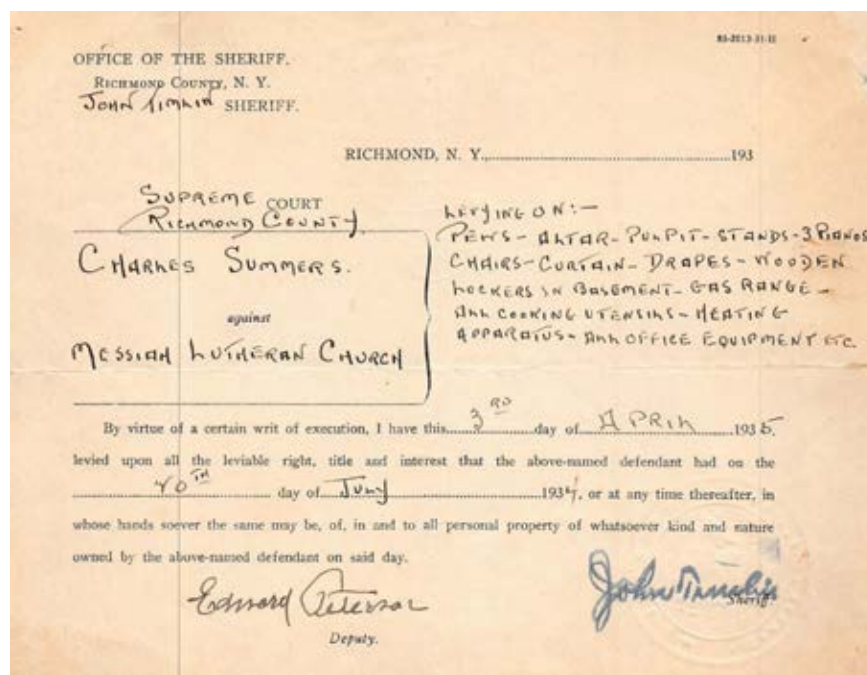 83-2013-31-H
OFFICE OF THE SHERIFF.
RICHMOND COUNTY, N. Y.
JOHN TIMLIN SHERIFF.
RICHMOND, N. Y., 193
SUPREME COURT
RICHMOND COUNTY.
CHARLES SUMMERS.
against
MESSIAH LUTHERAN CHURCH
LEVYING ON:—
PEWS - ALTAR - PULPIT - STANDS - 3 PIANOS
CHAIRS - CURTAIN - DRAPES - WOODEN
LOCKERS IN BASEMENT - GAS RANGE -
ALL COOKING UTENSILS - HEATING
APPARATUS - ALL OFFICE EQUIPMENT ETC.
By virtue of a certain writ of execution, I have this 3RD day of APRIL 1935,
levied upon all the leviable right, title and interest that the above-named defendant had on the
day of JULY 1934, or at any time thereafter, in
whose hands soever the same may be, of, in and to all personal property of whatsoever kind and nature
owned by the above-named defendant on said day.
Edward Peterson
Deputy.
John Timlin
Sheriff.